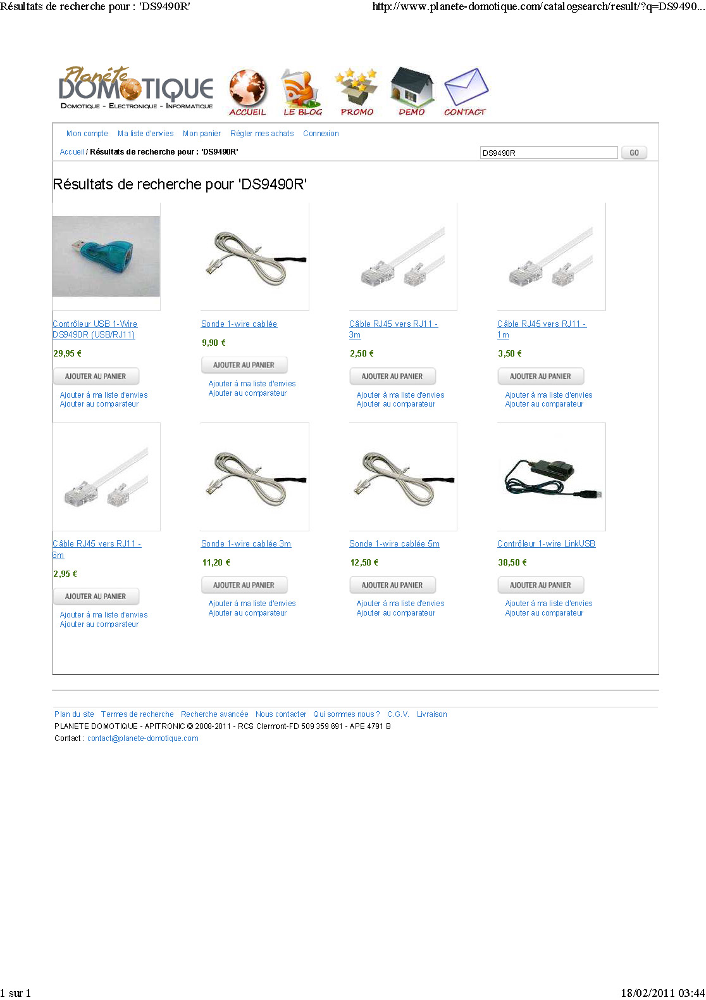 Résultats de recherche pour : 'DS9490R'
http://www.planete-domotique.com/catalogsearch/result/?q=DS9490...
Planéte
DOMOTIQUE
Domotique - Electronique - Informatique
ACCUEIL
LE BLOG
PROMO
DEMO
CONTACT
Mon compte Ma liste d'envies Mon panier Régler mes achats Connexion
Accueil / Résultats de recherche pour : 'DS9490R'
DS9490R
GO
Résultats de recherche pour 'DS9490R'
Contrôleur USB 1-Wire
DS9490R (USB/RJ11)
29,95 €
AJOUTER AU PANIER
Ajouter à ma liste d'envies
Ajouter au comparateur
Sonde 1-wire cablée
9,90 €
AJOUTER AU PANIER
Ajouter à ma liste d'envies
Ajouter au comparateur
Câble RJ45 vers RJ11 -
3m
2,50 €
AJOUTER AU PANIER
Ajouter à ma liste d'envies
Ajouter au comparateur
Câble RJ45 vers RJ11 -
1m
3,50 €
AJOUTER AU PANIER
Ajouter à ma liste d'envies
Ajouter au comparateur
Câble RJ45 vers RJ11 -
6m
2,95 €
AJOUTER AU PANIER
Ajouter à ma liste d'envies
Ajouter au comparateur
Sonde 1-wire cablée 3m
11,20 €
AJOUTER AU PANIER
Ajouter à ma liste d'envies
Ajouter au comparateur
Sonde 1-wire cablée 5m
12,50 €
AJOUTER AU PANIER
Ajouter à ma liste d'envies
Ajouter au comparateur
Contrôleur 1-wire LinkUSB
38,50 €
AJOUTER AU PANIER
Ajouter à ma liste d'envies
Ajouter au comparateur
Plan du site Termes de recherche Recherche avancée Nous contacter Qui sommes nous ? C.G.V. Livraison
PLANETE DOMOTIQUE - APITRONIC © 2008-2011 - RCS Clermont-FD 509 359 691 - APE 4791 B
Contact : contact@planete-domotique.com
1 sur 1
18/02/2011 03:44